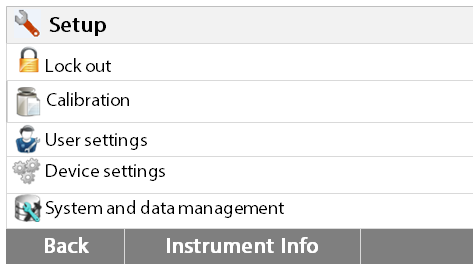 Setup
Lock out
Calibration
User settings
Device settings
System and data management
Back Instrument Info